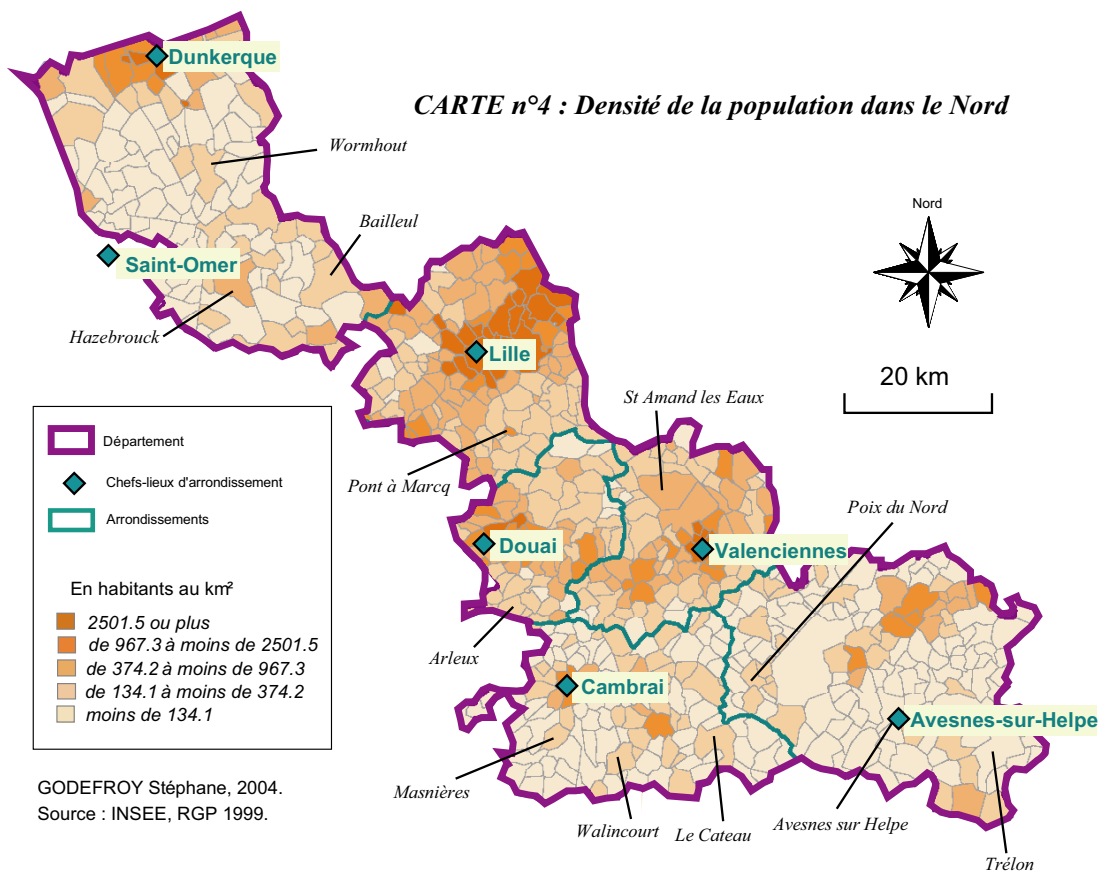 Dunkerque
CARTE n°4 : Densité de la population dans le Nord
Wormhout
Nord
Bailleul
Saint-Omer
Hazebrouck
Lille
20 km
St Amand les Eaux
Département
Chefs-lieux d'arrondissement
Arrondissements
Pont à Marcq
Poix du Nord
Douai
Valenciennes
En habitants au km²
2501.5 ou plus
de 967.3 à moins de 2501.5
de 374.2 à moins de 967.3
de 134.1 à moins de 374.2
moins de 134.1
Arleux
Cambrai
Avesnes-sur-Helpe
GODEFROY Stéphane, 2004.
Source : INSEE, RGP 1999.
Masnières
Walincourt
Le Cateau
Avesnes sur Helpe
Trélon